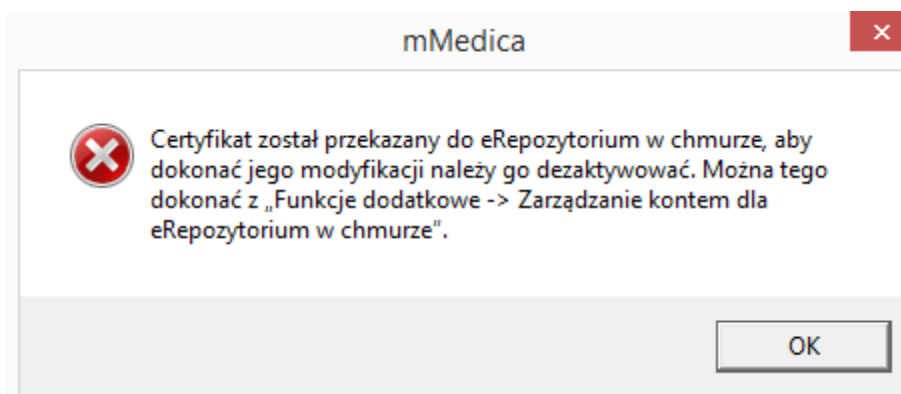 mMedica
Certyfikat został przekazany do eRepozytorium w chmurze, aby
dokonać jego modyfikacji należy go dezaktywować. Można tego
dokonać z „Funkcje dodatkowe -> Zarządzanie kontem dla
eRepozytorium w chmurze”.
OK